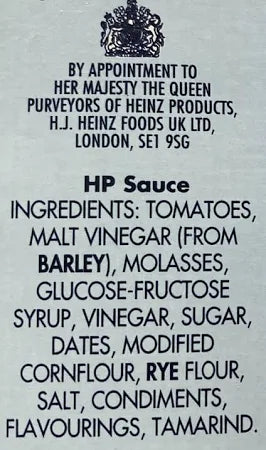 BY APPOINTMENT TO
HER MAJESTY THE QUEEN
PURVEYORS OF HEINZ PRODUCTS,
H.J. HEINZ FOODS UK LTD,
LONDON, SE1 9SG
HP Sauce
INGREDIENTS: TOMATOES,
MALT VINEGAR (FROM
BARLEY), MOLASSES,
GLUCOSE-FRUCTOSE
SYRUP, VINEGAR, SUGAR,
DATES, MODIFIED
CORNFLOUR, RYE FLOUR,
SALT, CONDIMENTS,
FLAVOURINGS, TAMARIND.